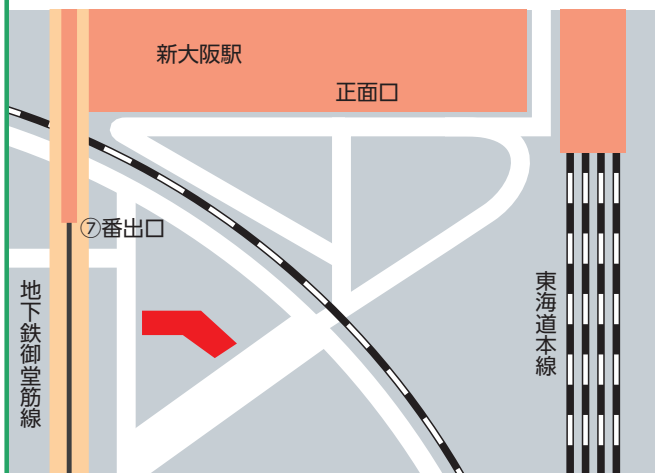 新大阪駅
正面口
⑦番出口
地下鉄御堂筋線
東海道本線